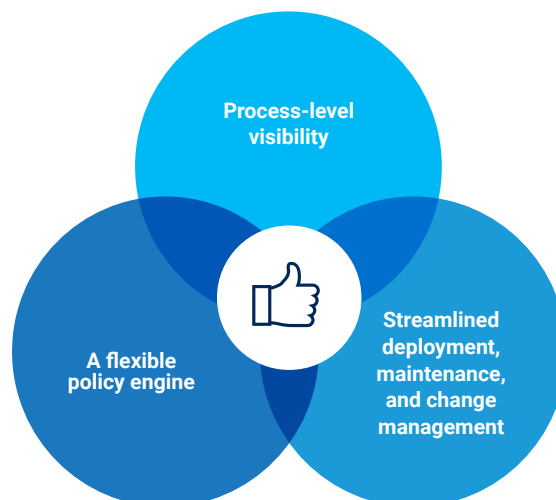 Process-level
visibility
A flexible
policy engine
Streamlined
deployment,
maintenance,
and change
management